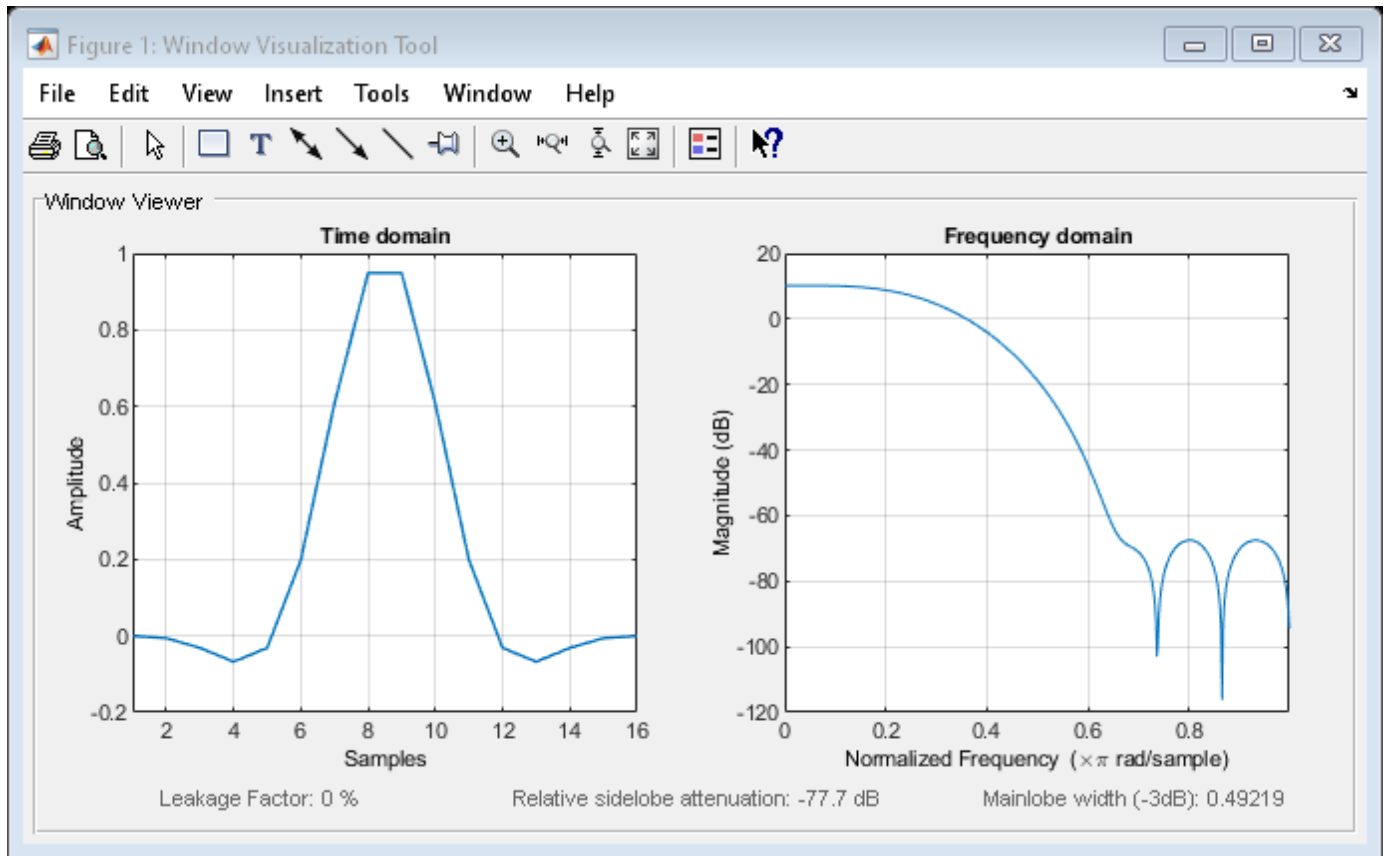 Figure 1: Window Visualization Tool
File Edit View Insert Tools Window Help
T
?
Window Viewer
Time domain
1
0.8
0.6
0.4
0.2
0
-0.2
Amplitude
2 4 6 8 10 12 14 16
Samples
Frequency domain
20
0
-20
-40
-60
-80
-100
-120
Magnitude (dB)
0 0.2 0.4 0.6 0.8
Normalized Frequency (×π rad/sample)
Leakage Factor: 0 % Relative sidelobe attenuation: -77.7 dB Mainlobe width (-3dB): 0.49219